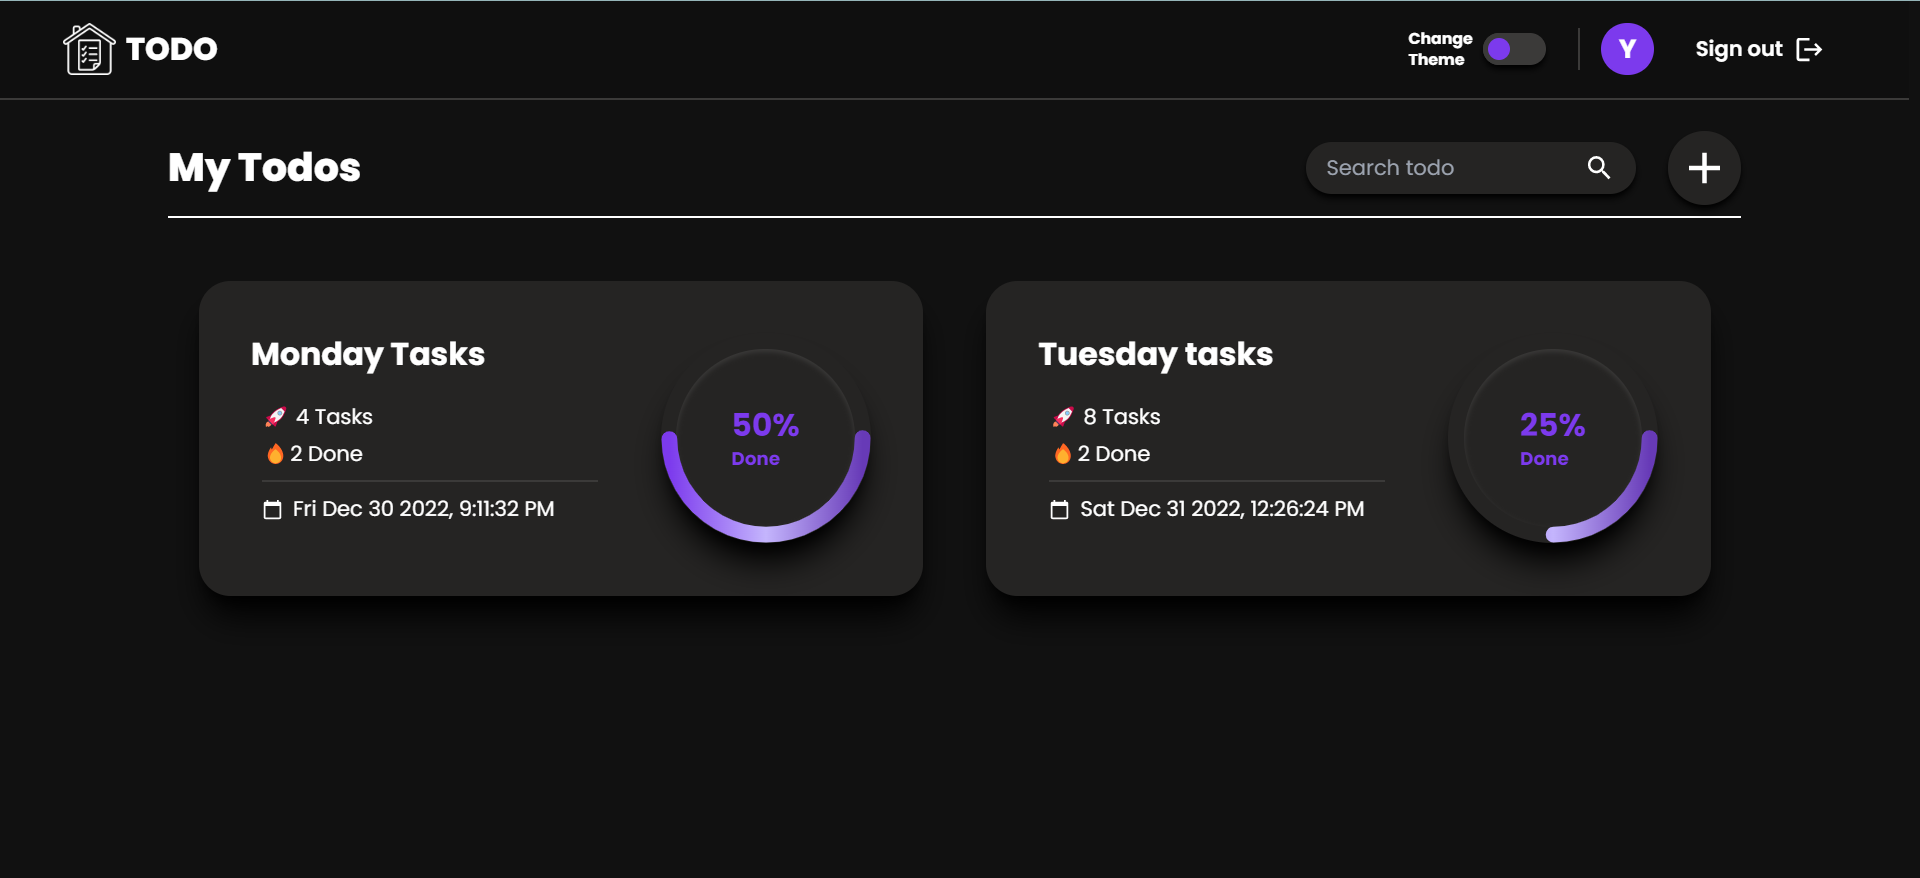 TODO
Change
Theme
Y
Sign out
My Todos
Search todo
Monday Tasks
🚀 4 Tasks
🔥 2 Done
Fri Dec 30 2022, 9:11:32 PM
50%
Done
Tuesday tasks
🚀 8 Tasks
🔥 2 Done
Sat Dec 31 2022, 12:26:24 PM
25%
Done